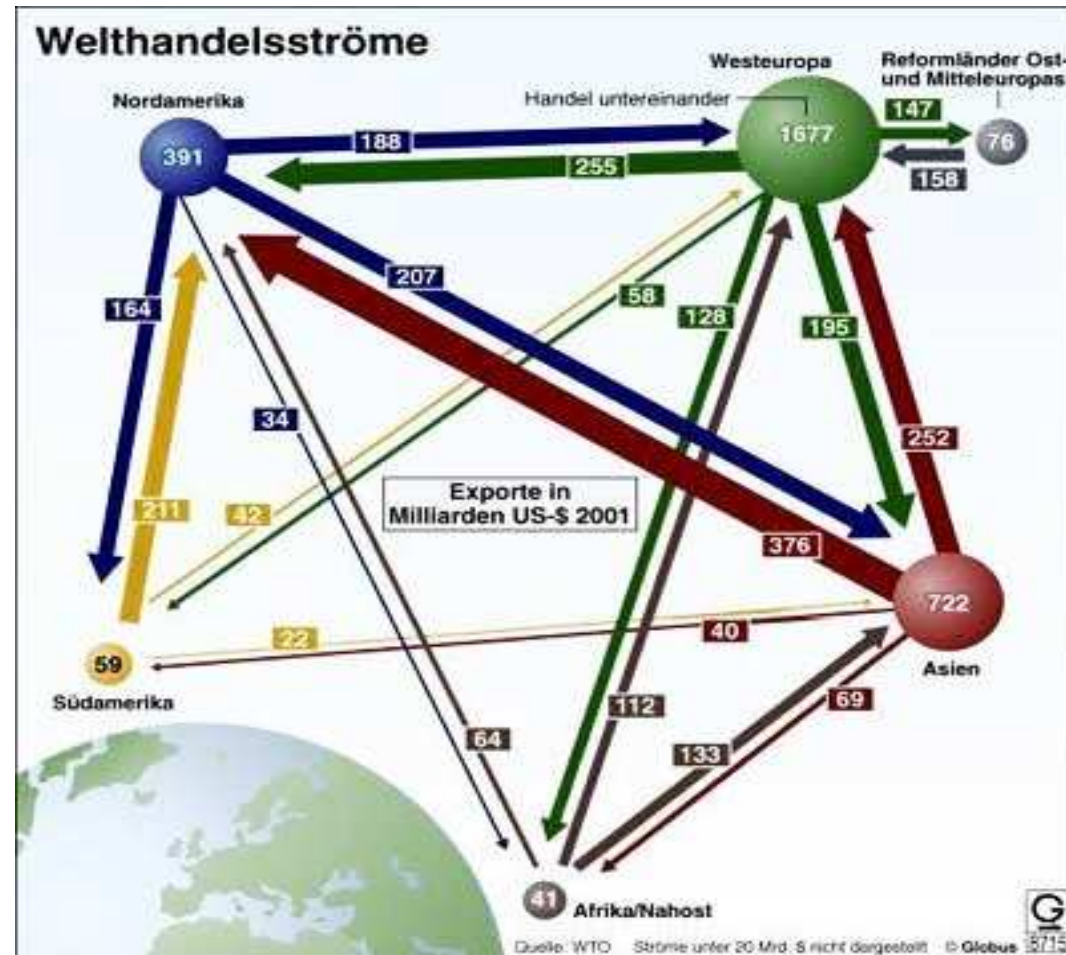 Welthandelsströme
Westeuropa
Reformländer Ost-
und Mitteleuropas
Nordamerika
Handel untereinander
147
391
188
1677
76
255
158
207
164
58
128
195
34
252
211
42
Exporte in
Milliarden US-$ 2001
376
722
22
40
59
Asien
Südamerika
69
112
64
133
41
Afrika/Nahost
G
Quelle: WTO Ströme unter 20 Mrd. $ nicht dargestellt © Globus 8715